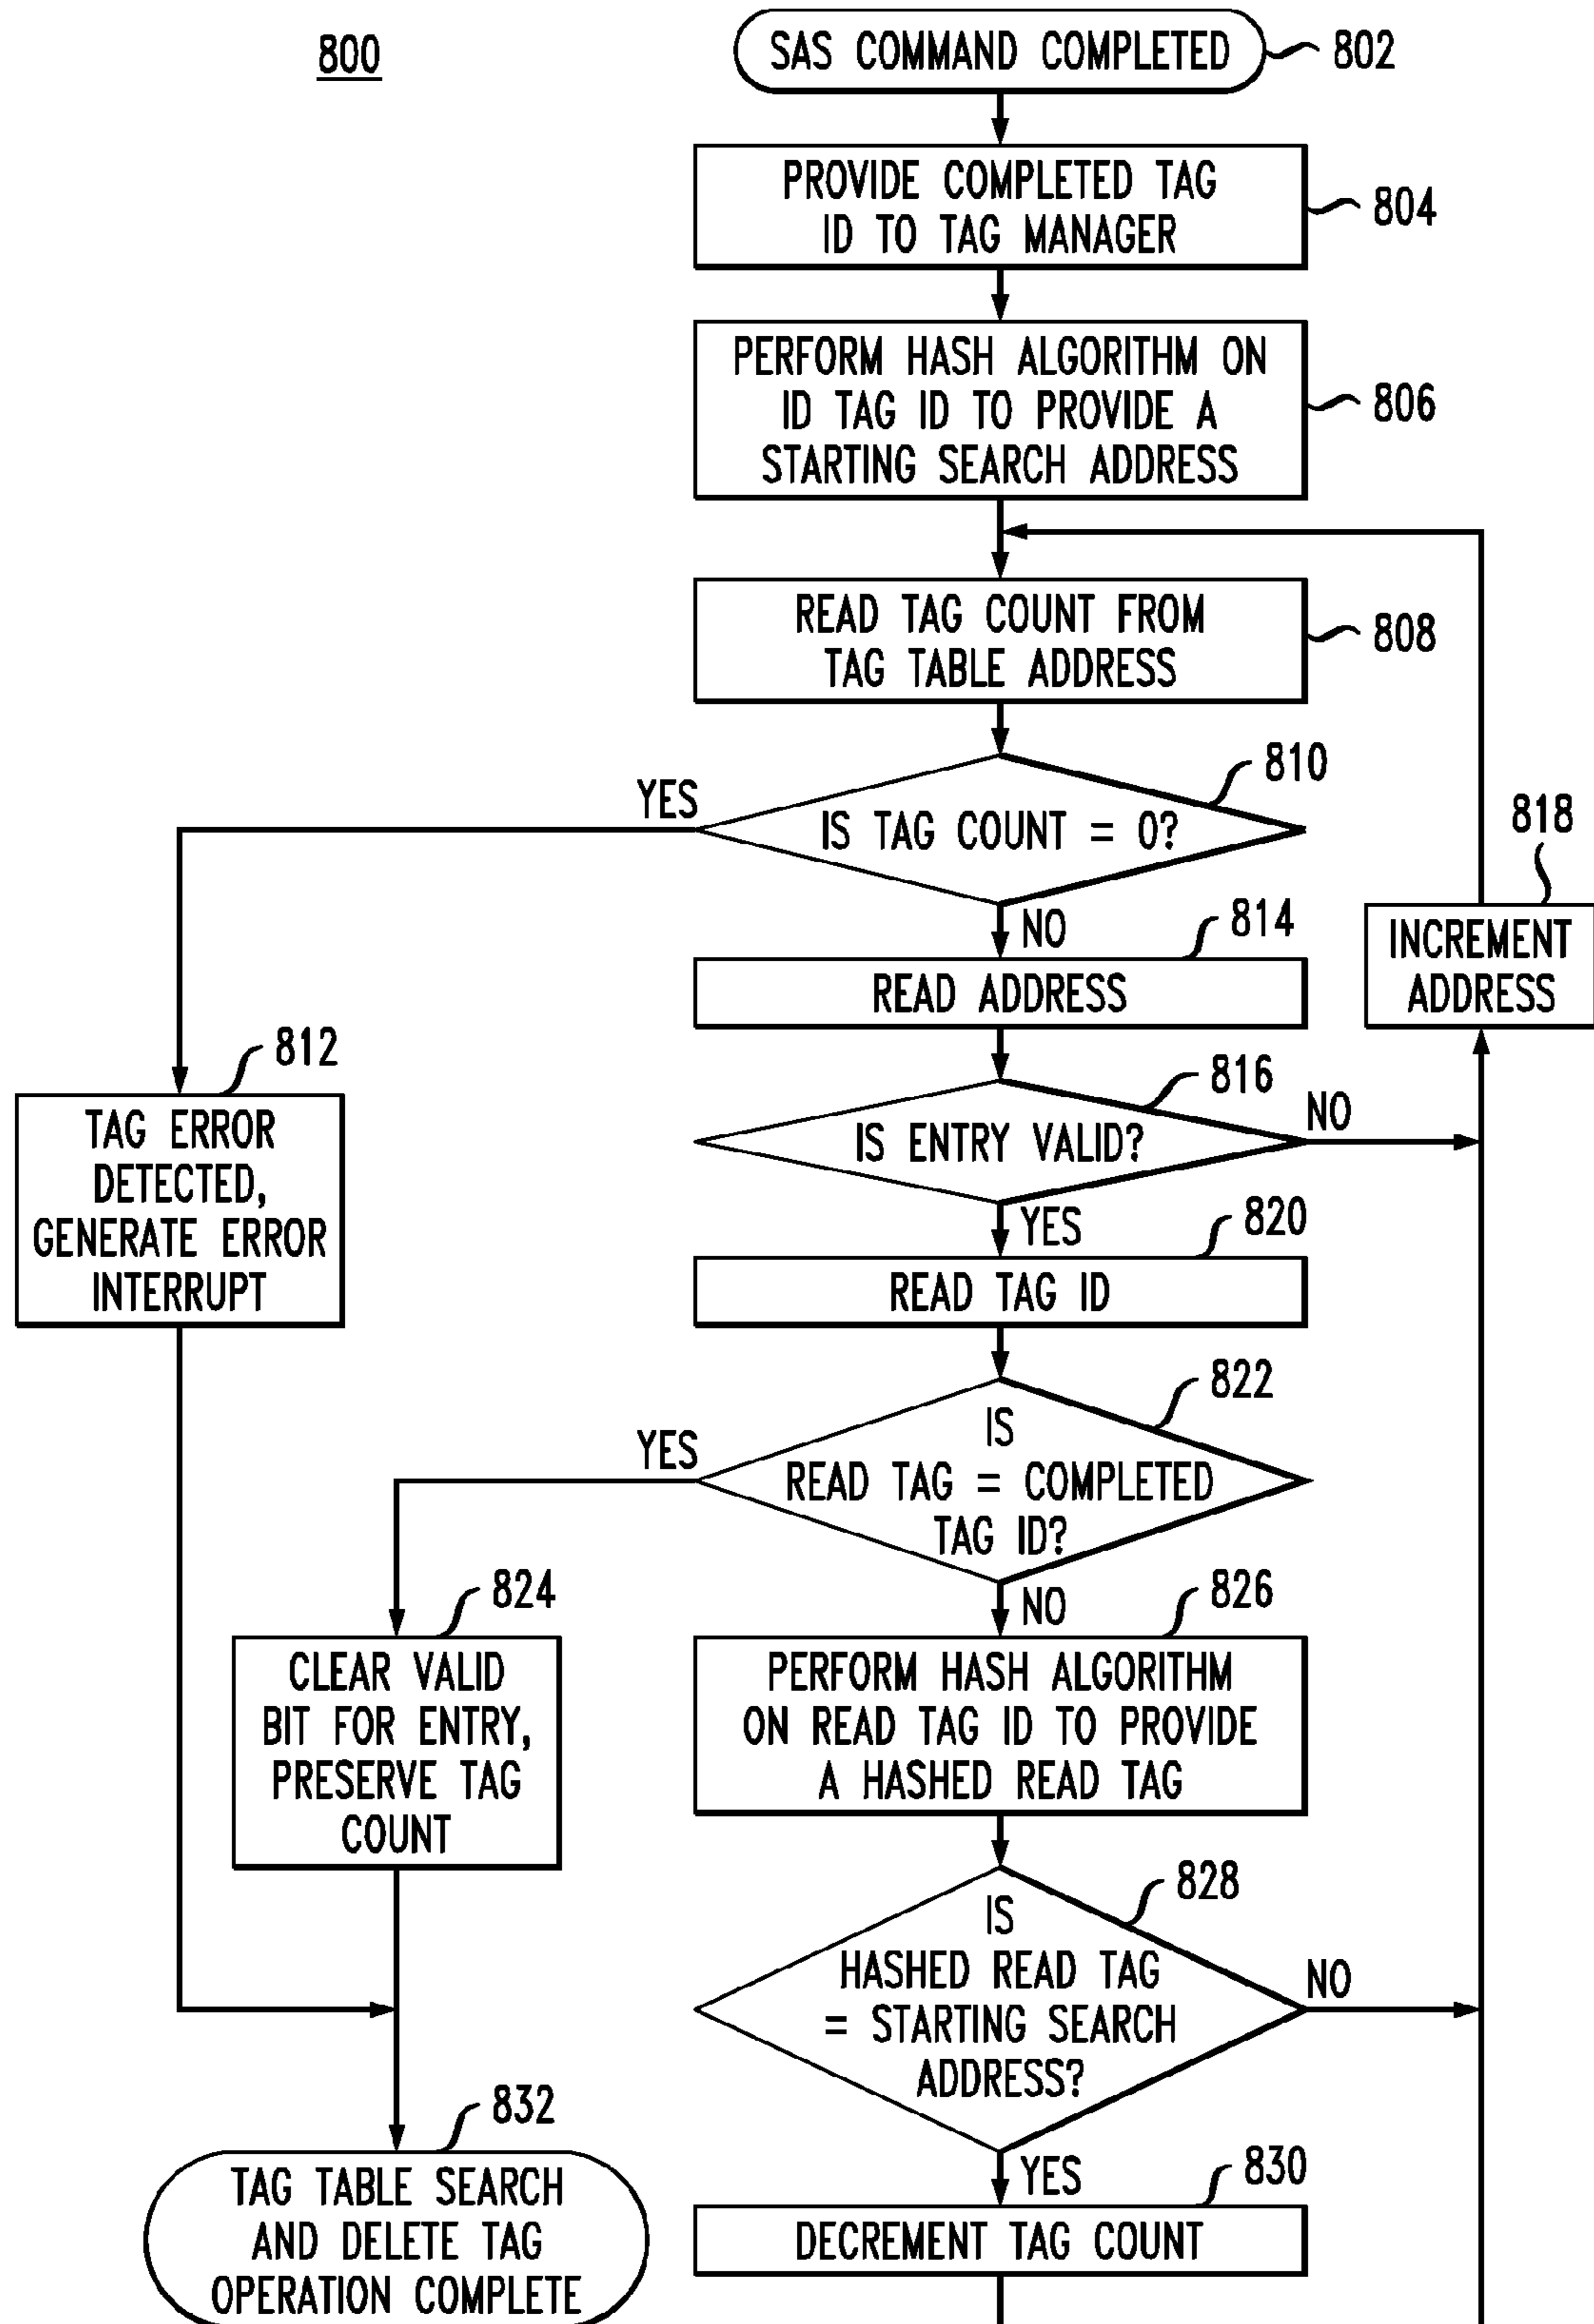 800
SAS COMMAND COMPLETED
802
PROVIDE COMPLETED TAG
ID TO TAG MANAGER
804
PERFORM HASH ALGORITHM ON
ID TAG ID TO PROVIDE A
STARTING SEARCH ADDRESS
806
READ TAG COUNT FROM
TAG TABLE ADDRESS
808
810
YES
IS TAG COUNT = 0?
818
NO
814
INCREMENT
ADDRESS
READ ADDRESS
812
816
NO
TAG ERROR
DETECTED,
GENERATE ERROR
INTERRUPT
IS ENTRY VALID?
YES
820
READ TAG ID
822
YES
IS
READ TAG = COMPLETED
TAG ID?
824
NO
826
CLEAR VALID
BIT FOR ENTRY,
PRESERVE TAG
COUNT
PERFORM HASH ALGORITHM
ON READ TAG ID TO PROVIDE
A HASHED READ TAG
828
IS
HASHED READ TAG
= STARTING SEARCH
ADDRESS?
NO
832
YES
830
TAG TABLE SEARCH
AND DELETE TAG
OPERATION COMPLETE
DECREMENT TAG COUNT